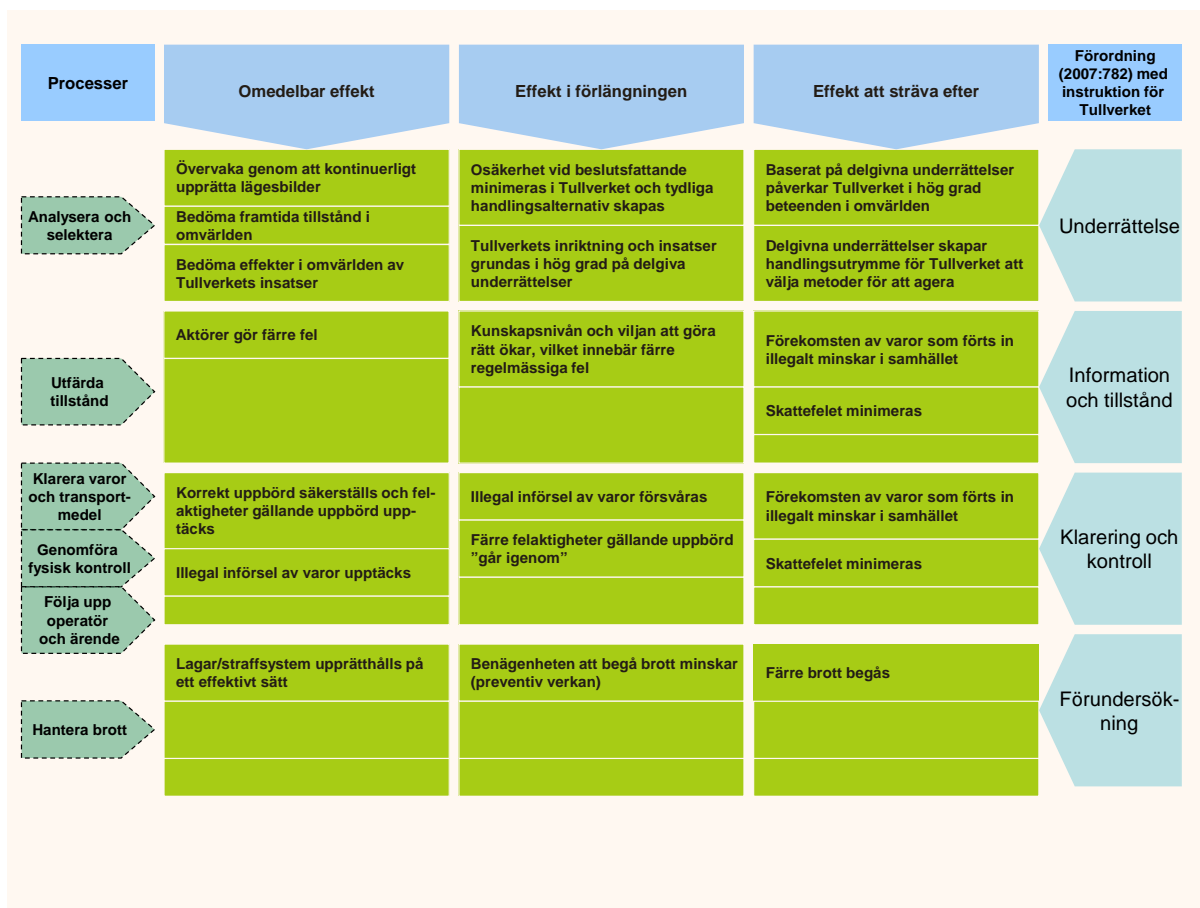 Processer
Omedelbar effekt
Effekt i förlängningen
Effekt att sträva efter
Förordning
(2007:782) med
instruktion för
Tullverket
Analysera och
selektera
Övervaka genom att kontinuerligt
upprätta lägesbilder
Bedöma framtida tillstånd i
omvärlden
Bedöma effekter i omvärlden av
Tullverkets insatser
Osäkerhet vid beslutsfattande
minimeras i Tullverket och tydliga
handlingsalternativ skapas
Tullverkets inriktning och insatser
grundas i hög grad på delgiva
underrättelser
Baserat på delgivna underrättelser
påverkar Tullverket i hög grad
beteenden i omvärlden
Delgivna underrättelser skapar
handlingsutrymme för Tullverket att
välja metoder för att agera
Underrättelse
Utfärda
tillstånd
Aktörer gör färre fel
Kunskapsnivån och viljan att göra
rätt ökar, vilket innebär färre
regelmässiga fel
Förekomsten av varor som förts in
illegalt minskar i samhället
Skattefelet minimeras
Information
och tillstånd
Klarera varor
och transport-
medel
Genomföra
fysisk kontroll
Följa upp
operatör
och ärende
Korrekt uppbörd säkerställs och fel-
aktigheter gällande uppbörd upp-
täcks
Illegal införsel av varor upptäcks
Illegal införsel av varor försvåras
Färre felaktigheter gällande uppbörd
”går igenom”
Förekomsten av varor som förts in
illegalt minskar i samhället
Skattefelet minimeras
Klarering och
kontroll
Hantera brott
Lagar/straffsystem upprätthålls på
ett effektivt sätt
Benägenheten att begå brott minskar
(preventiv verkan)
Färre brott begås
Förundersök-
ning